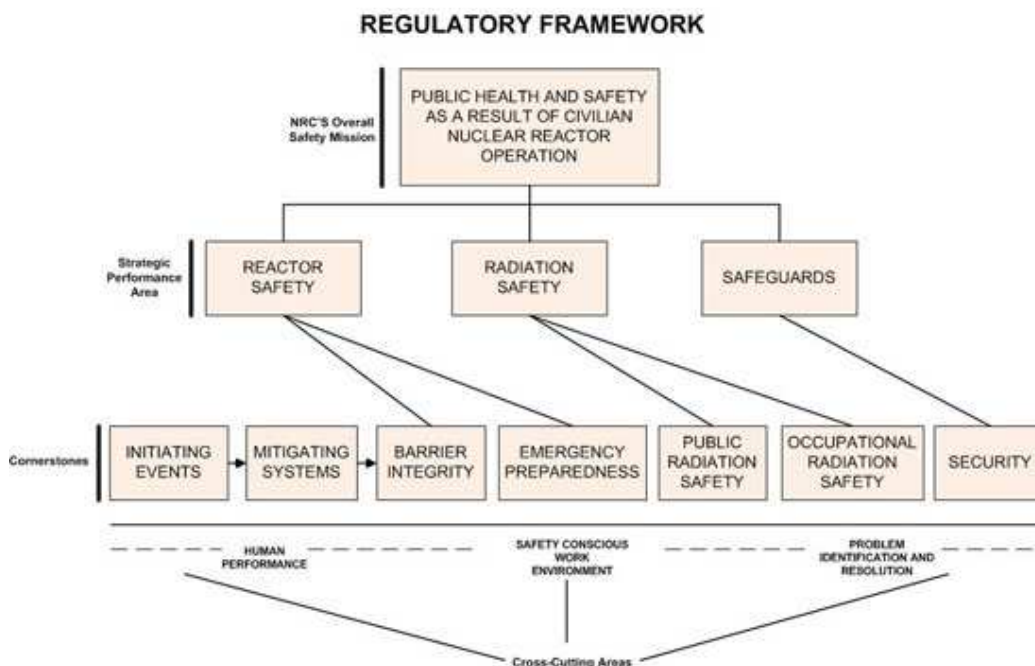 REGULATORY FRAMEWORK
NRC'S Overall
Safety Mission
PUBLIC HEALTH AND SAFETY
AS A RESULT OF CIVILIAN
NUCLEAR REACTOR
OPERATION
Strategic
Performance
Area
REACTOR
SAFETY
RADIATION
SAFETY
SAFEGUARDS
Cornerstones
INITIATING
EVENTS
MITIGATING
SYSTEMS
BARRIER
INTEGRITY
EMERGENCY
PREPAREDNESS
PUBLIC
RADIATION
SAFETY
OCCUPATIONAL
RADIATION
SAFETY
SECURITY
HUMAN
PERFORMANCE
SAFETY CONSCIOUS
WORK
ENVIRONMENT
PROBLEM
IDENTIFICATION AND
RESOLUTION
Cross-Cutting Areas